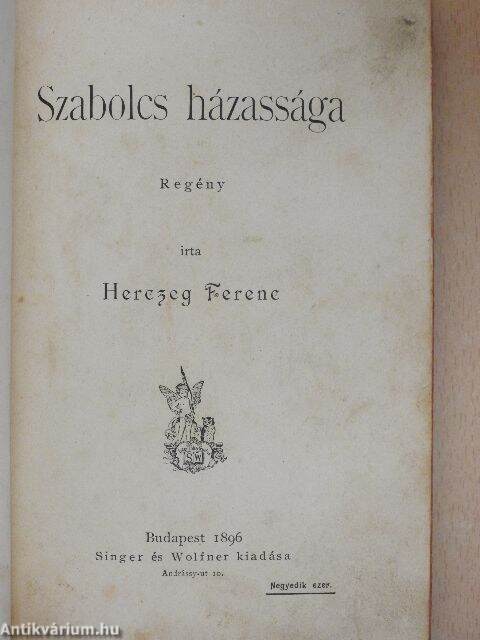 Szabolcs házassága
Regény
irta
Herczeg Ferenc
SW
Budapest 1896
Singer és Wolfner kiadása
Andrássy-ut 10.
Negyedik ezer.
Antikvárium.hu